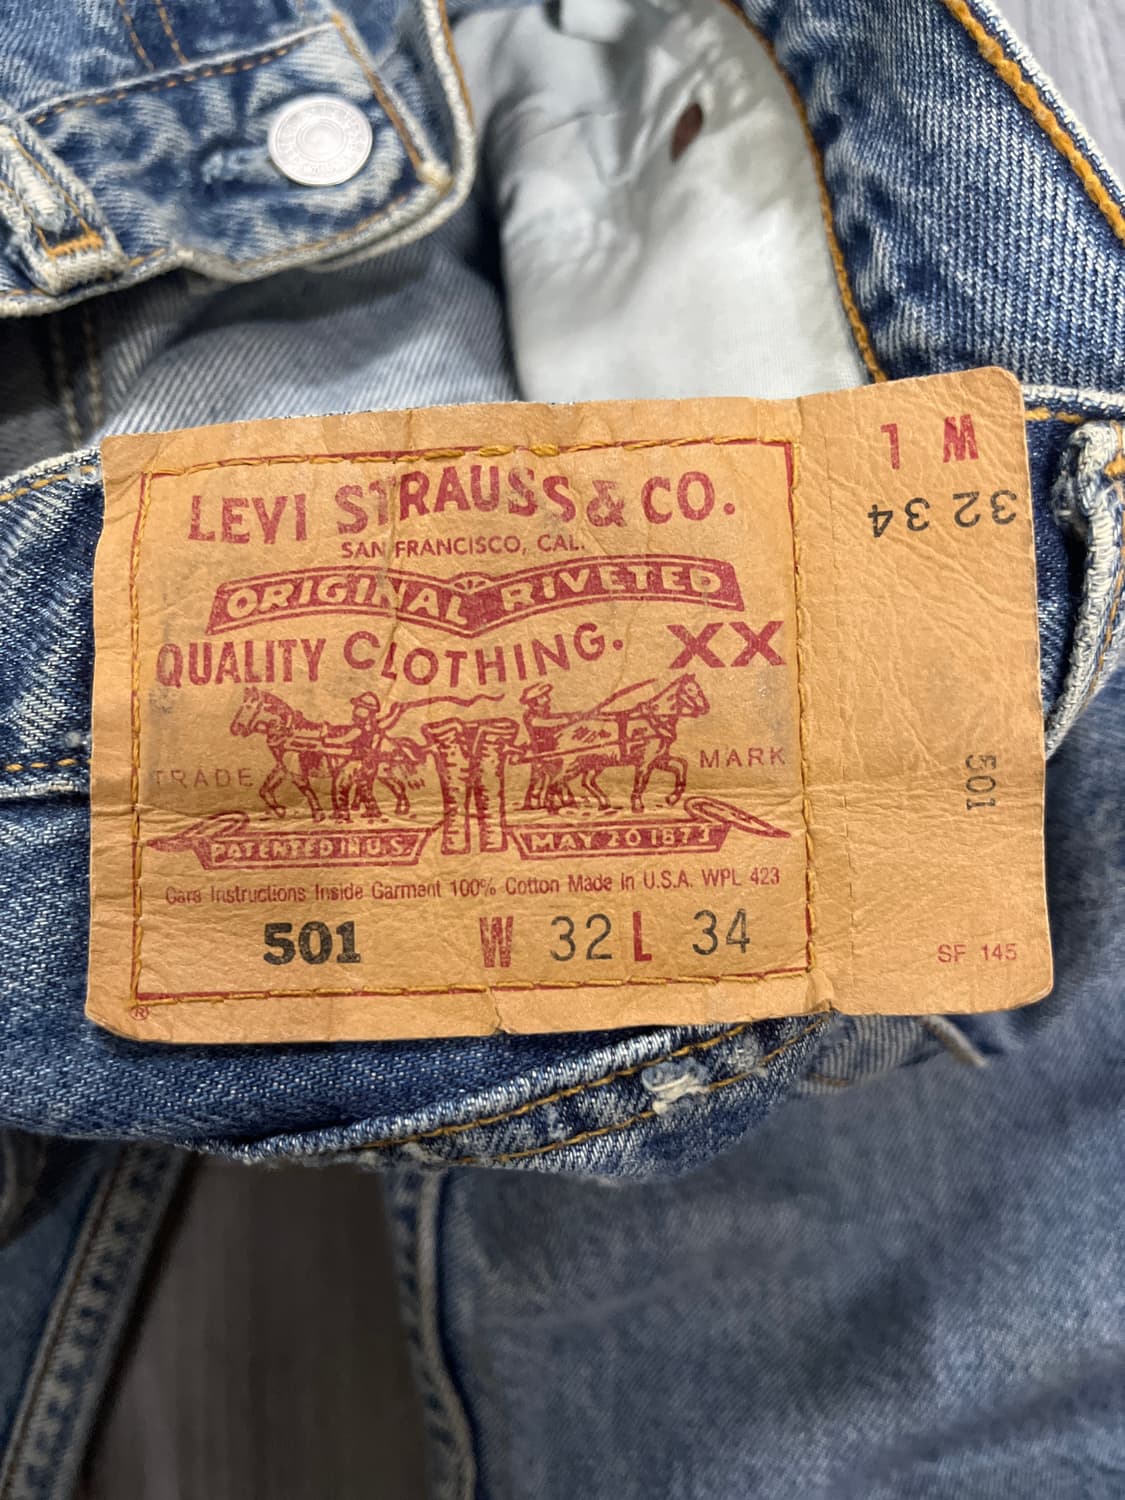 LEVI STRAUSS & CO.
SAN FRANCISCO, CAL.
ORIGINAL RIVETED
QUALITY CLOTHING. XX
TRADE MARK
PATENTED IN U.S. MAY 20 1873
Care Instructions Inside Garment 100% Cotton Made in U.S.A. WPL 423
501 W 32 L 34
®
L W
32 34
501
SF 145